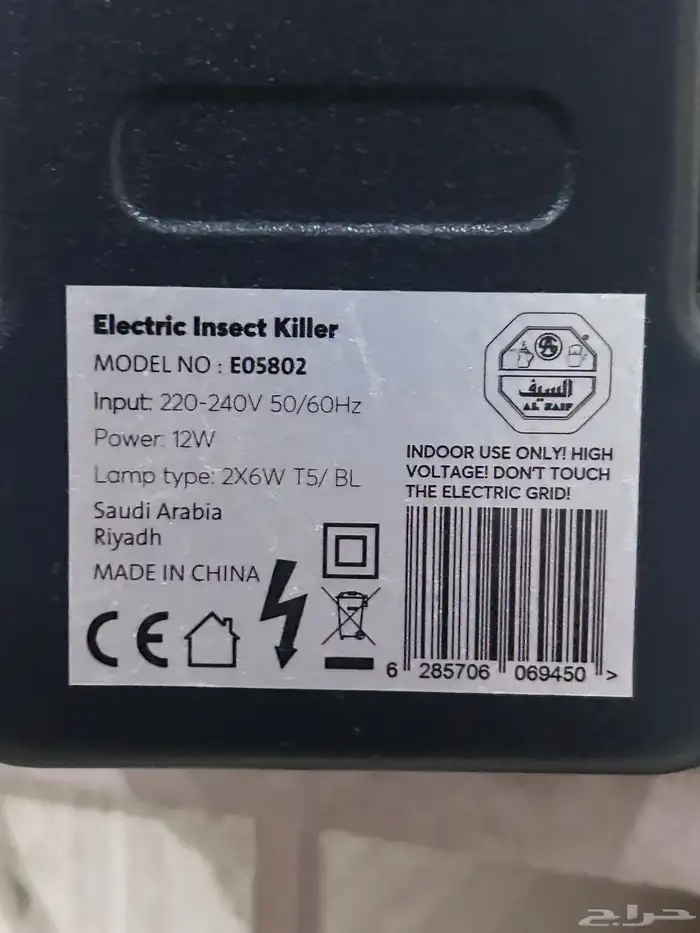 Electric Insect Killer
MODEL NO : E05802
Input: 220-240V 50/60Hz
Power: 12W
Lamp type: 2X6W T5/ BL
Saudi Arabia
Riyadh
MADE IN CHINA
CE
السيف
AL SAIF
INDOOR USE ONLY! HIGH
VOLTAGE! DON'T TOUCH
THE ELECTRIC GRID!
6 285706 069450 >
حراج